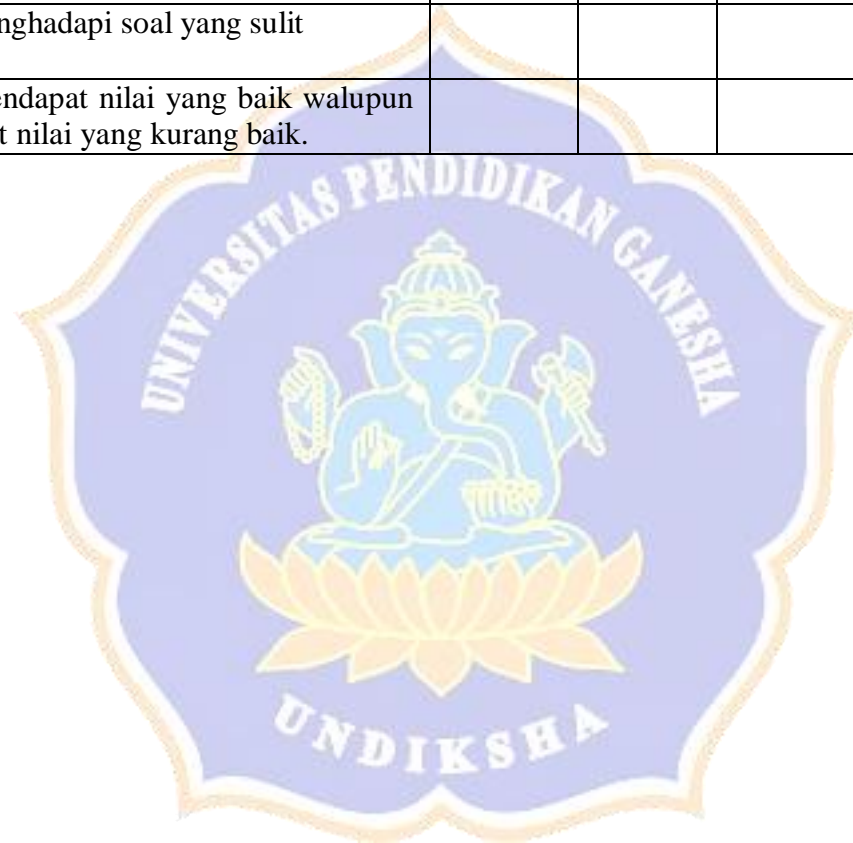 nghadapi soal yang sulit
endapat nilai yang baik walupun
t nilai yang kurang baik.
UNIVERSITAS PENDIDIKAN GANESHA
UNDIKSHA